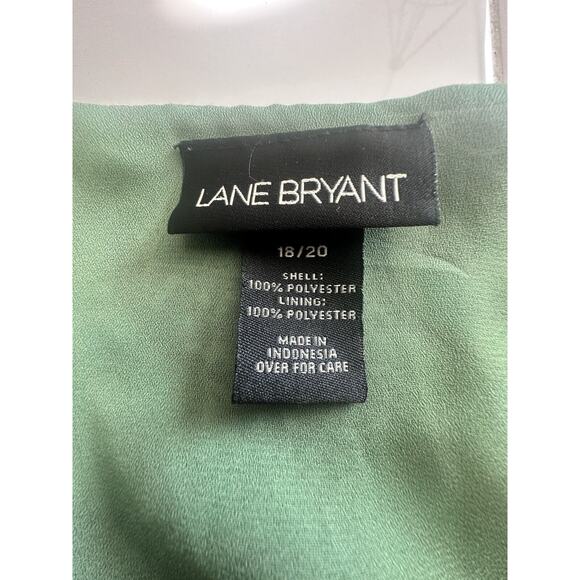 LANE BRYANT
18/20
SHELL:
100% POLYESTER
LINING:
100% POLYESTER
MADE IN
INDONESIA
OVER FOR CARE